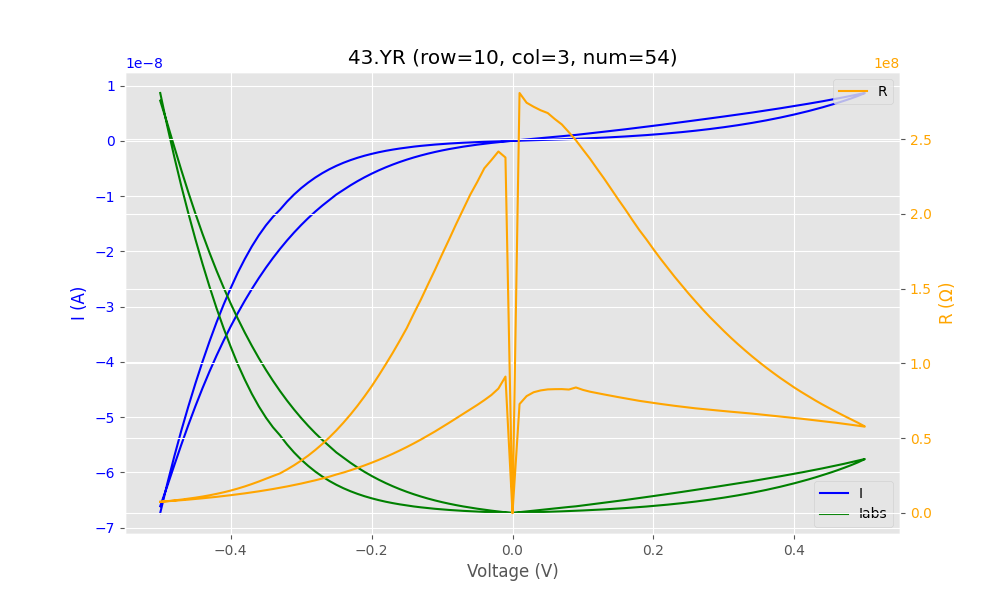 43.YR (row=10, col=3, num=54)
1e−8
1e8
R
1
0
−1
−2
−3
−4
−5
−6
−7
I (A)
2.5
2.0
1.5
1.0
0.5
0.0
R (Ω)
I
Iabs
−0.4
−0.2
0.0
0.2
0.4
Voltage (V)